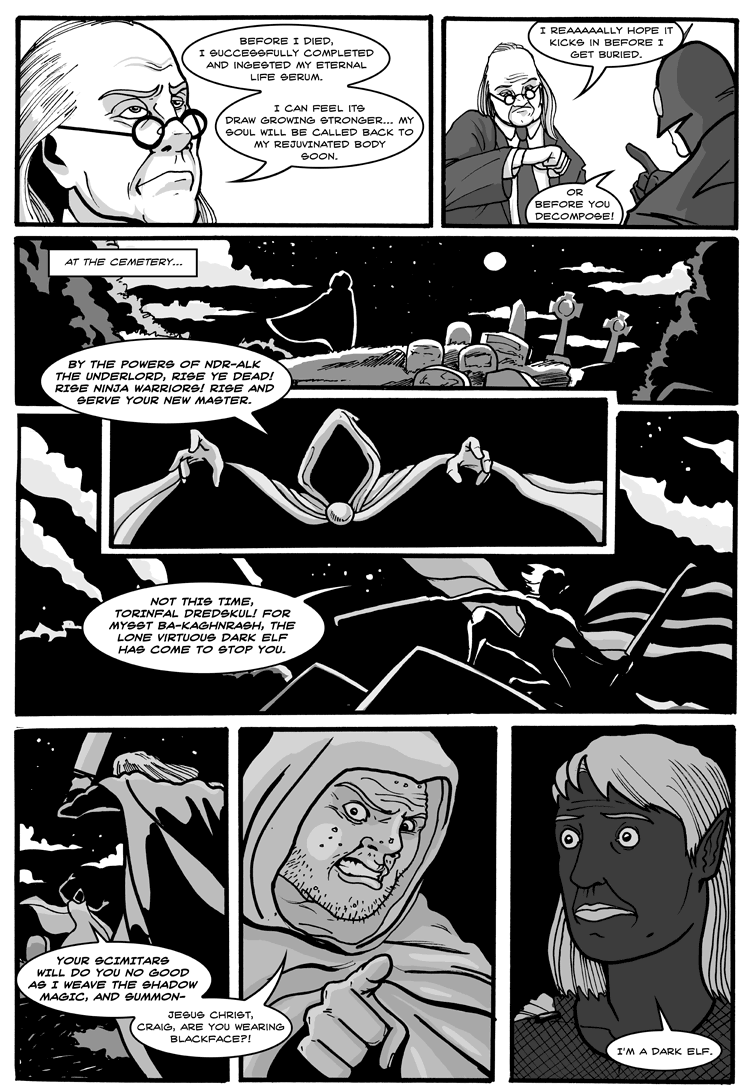 BEFORE I DIED,
I SUCCESSFULLY COMPLETED
AND INGESTED MY ETERNAL
LIFE SERUM.
I CAN FEEL ITS
DRAW GROWING STRONGER... MY
SOUL WILL BE CALLED BACK TO
MY REJUVINATED BODY
SOON.
I REAAAAALLY HOPE IT
KICKS IN BEFORE I
GET BURIED.
OR
BEFORE YOU
DECOMPOSE!
AT THE CEMETERY...
BY THE POWERS OF NDR-ALK
THE UNDERLORD, RISE YE DEAD!
RISE NINJA WARRIORS! RISE AND
SERVE YOUR NEW MASTER.
NOT THIS TIME,
TORINFAL DREDSKUL! FOR
MYSST BA-KAGHNRASH, THE
LONE VIRTUOUS DARK ELF
HAS COME TO STOP YOU.
YOUR SCIMITARS
WILL DO YOU NO GOOD
AS I WEAVE THE SHADOW
MAGIC, AND SUMMON-
JESUS CHRIST,
CRAIG, ARE YOU WEARING
BLACKFACE?!
I'M A DARK ELF.